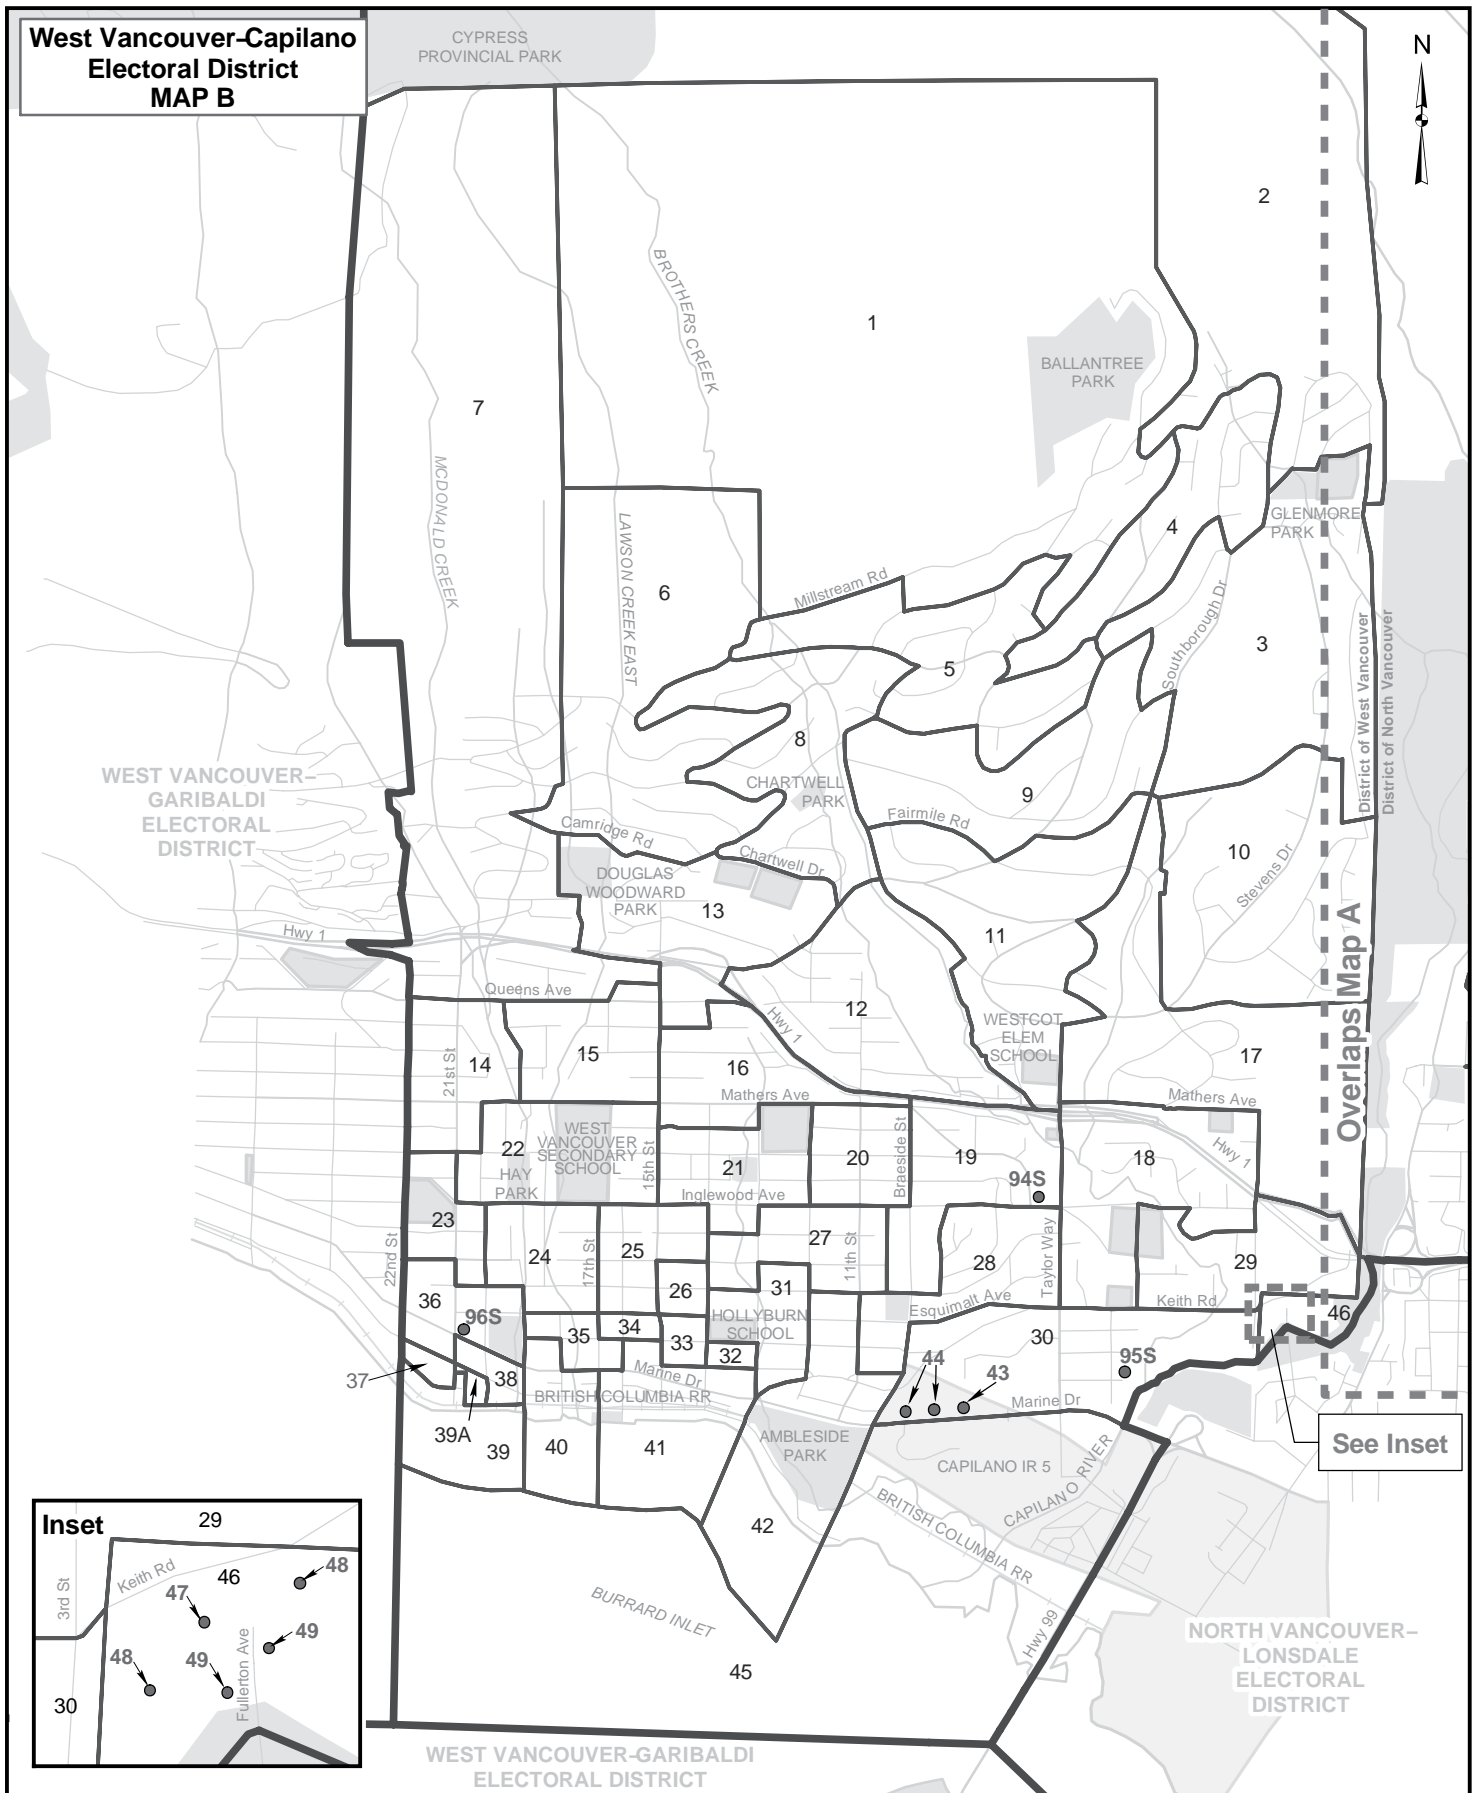 West Vancouver-Capilano
Electoral District
MAP B
CYPRESS
PROVINCIAL PARK
N
2
1
BROTHERS CREEK
BALLANTREE
PARK
7
MCDONALD CREEK
LAWSON CREEK EAST
4
GLENMORE
PARK
6
Millstream Rd
Southborough Dr
3
District of West Vancouver
District of North Vancouver
5
8
CHARTWELL
PARK
9
WEST VANCOUVER-
GARIBALDI
ELECTORAL
DISTRICT
Camridge Rd
Fairmile Rd
10
Stevens Dr
Chartwell Dr
DOUGLAS
WOODWARD
PARK
13
11
Hwy 1
Overlaps Map A
Queens Ave
12
Hwy 1
WESTCOT
ELEM
SCHOOL
14
21st St
15
16
17
Mathers Ave
Mathers Ave
22
HAY
PARK
WEST
VANCOUVER
SECONDARY
SCHOOL
15th St
21
Inglewood Ave
20
Braeside St
19
94S
18
Hwy 1
23
22nd St
24
17th St
25
27
11th St
28
Taylor Way
29
26
31
36
96S
HOLLYBURN
SCHOOL
Esquimalt Ave
Keith Rd
46
35
34
33
32
30
44
43
95S
37
38
Marine Dr
BRITISH COLUMBIA RR
Marine Dr
39A
39
40
41
AMBLESIDE
PARK
CAPILANO IR 5
CAPILANO RIVER
See Inset
42
BRITISH COLUMBIA RR
BURRARD INLET
Hwy 99
45
NORTH VANCOUVER-
LONSDALE
ELECTORAL
DISTRICT
WEST VANCOUVER-GARIBALDI
ELECTORAL DISTRICT
Inset
29
3rd St
Keith Rd
46
48
47
49
48
49
Fullerton Ave
30